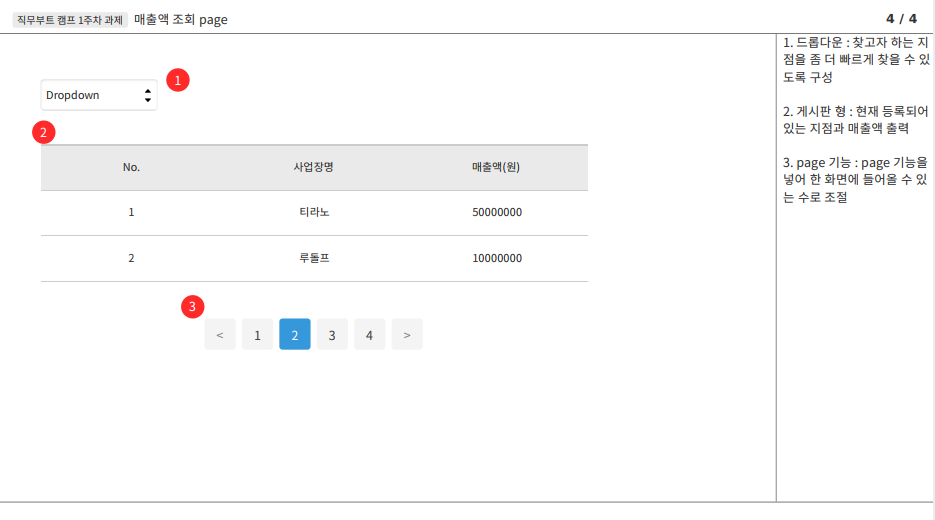 직무부트 캠프 1주차 과제 매출액 조회 page
4 / 4
1
Dropdown
2
No. 사업장명 매출액(원)
1 티라노 50000000
2 루돌프 10000000
3
< 1 2 3 4 >
1. 드롭다운 : 찾고자 하는 지
점을 좀 더 빠르게 찾을 수 있
도록 구성
2. 게시판 형 : 현재 등록되어
있는 지점과 매출액 출력
3. page 기능 : page 기능을
넣어 한 화면에 들어올 수 있
는 수로 조절